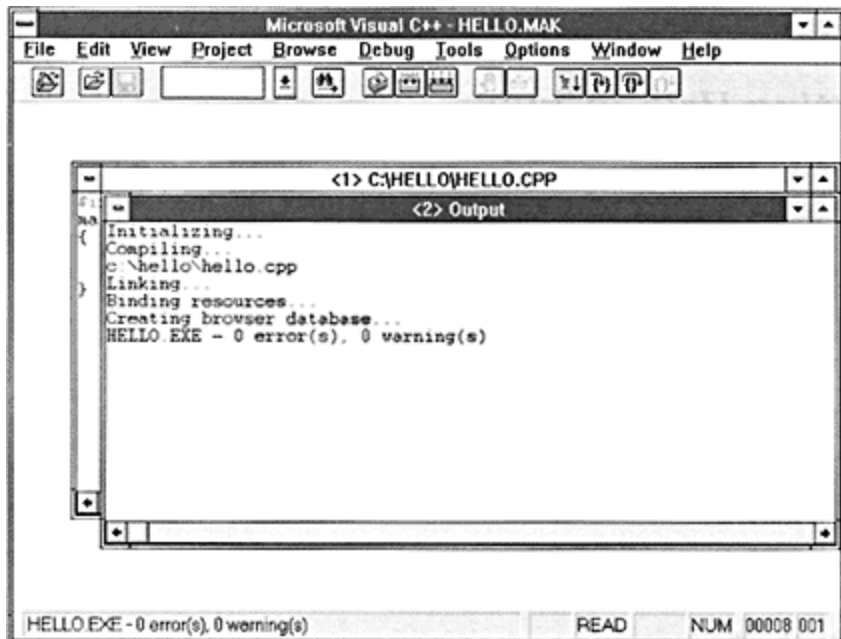 Microsoft Visual C++ - HELLO.MAK
File Edit View Project Browse Debug Tools Options Window Help
<1> C:\HELLO\HELLO.CPP
<2> Output
{
}
Initializing...
Compiling...
c:\hello\hello.cpp
Linking...
Binding resources...
Creating browser database...
HELLO.EXE - 0 error(s), 0 warning(s)
HELLO.EXE - 0 error(s), 0 warning(s) READ NUM 00008 001